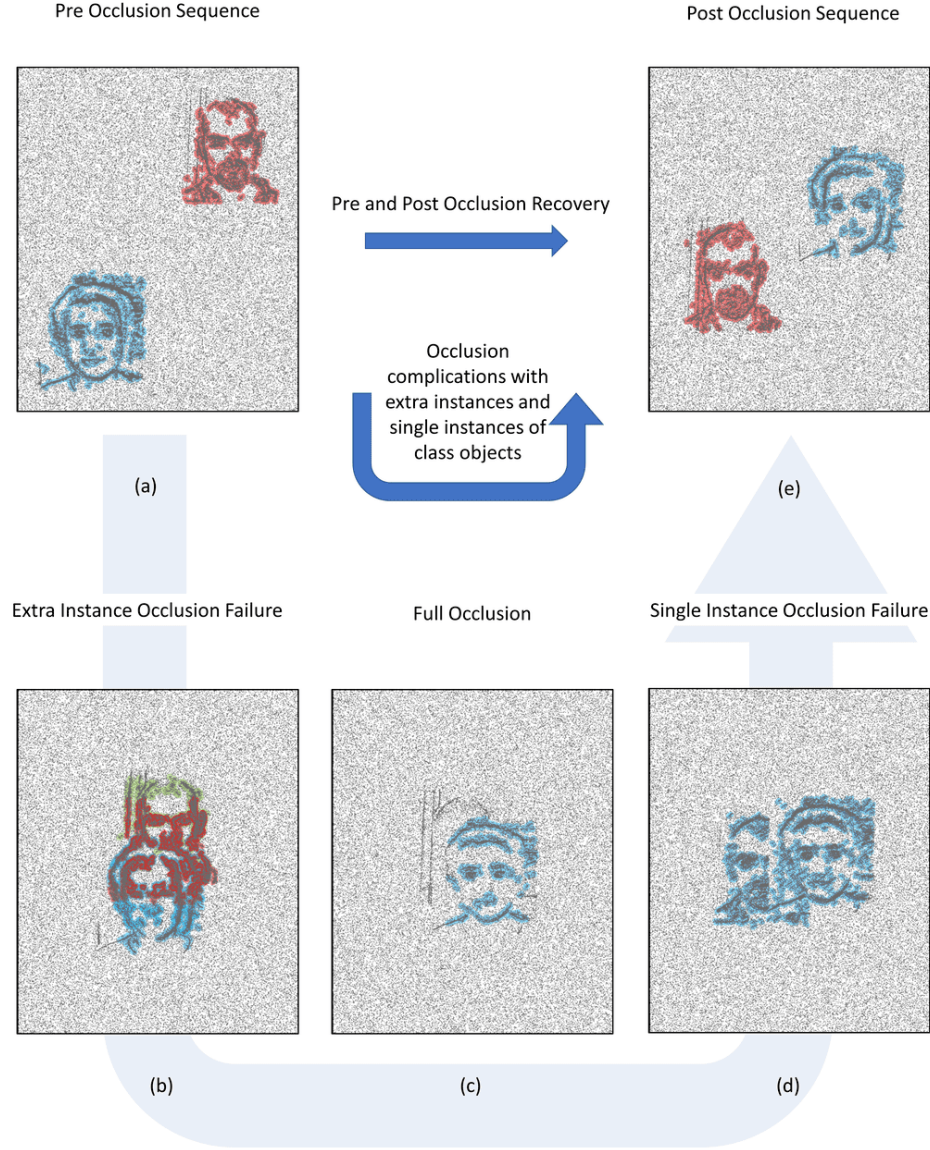 Pre Occlusion Sequence
Post Occlusion Sequence
Pre and Post Occlusion Recovery
Occlusion
complications with
extra instances and
single instances of
class objects
(a)
(e)
Extra Instance Occlusion Failure
Full Occlusion
Single Instance Occlusion Failure
(b)
(c)
(d)